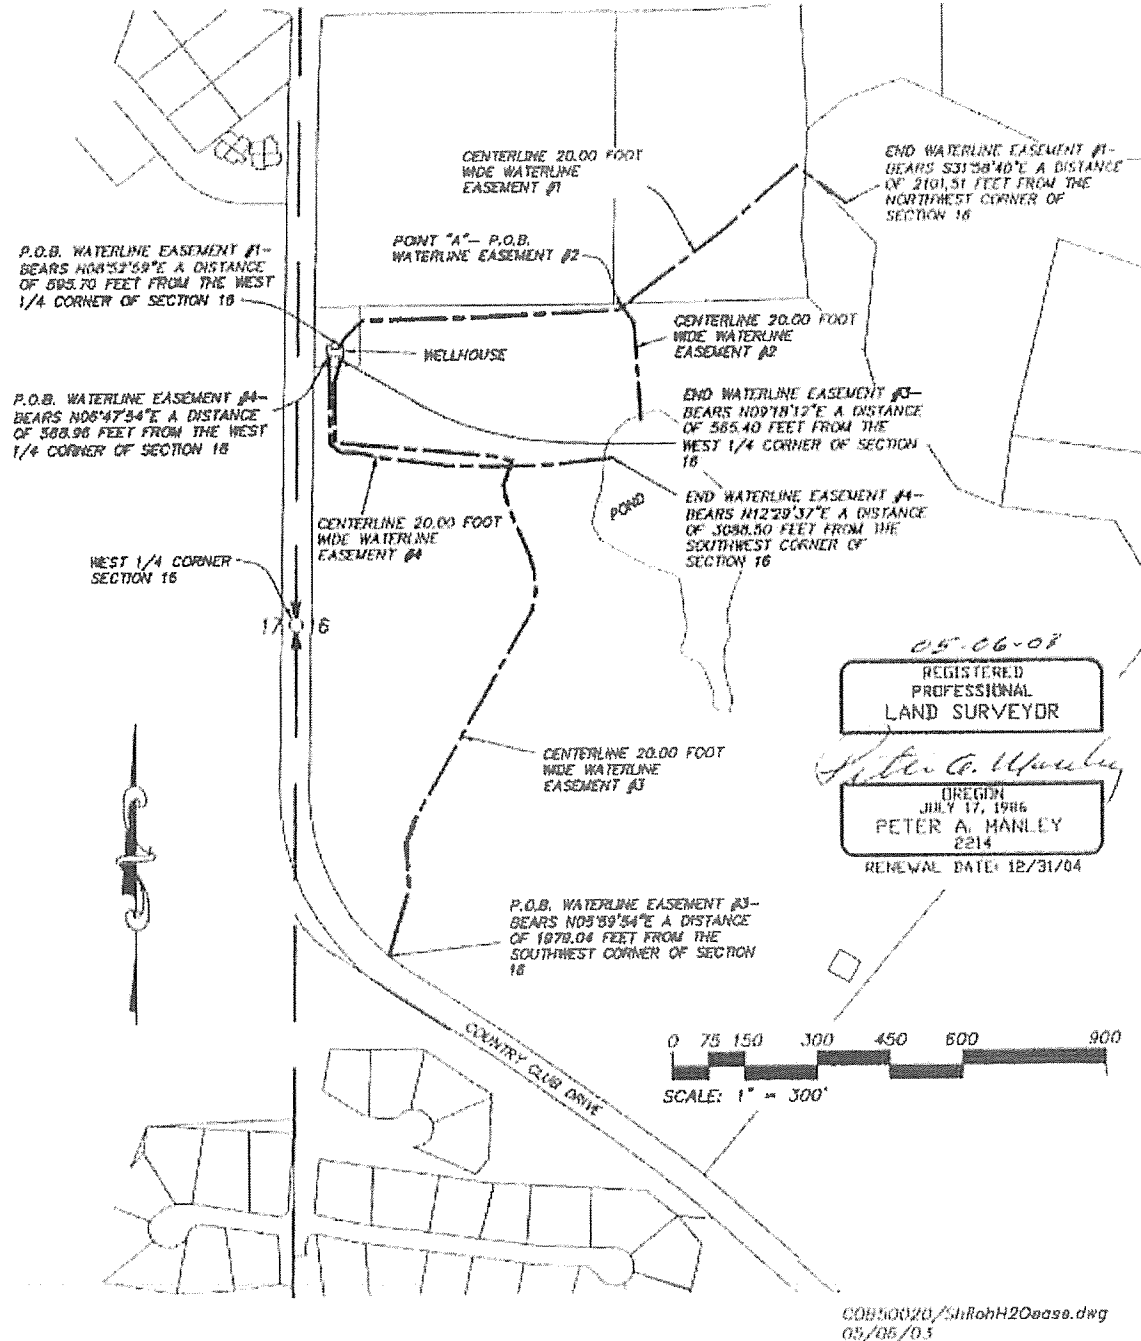 CENTERLINE 20.00 FOOT
WIDE WATERLINE
EASEMENT #1
END WATERLINE EASEMENT #1-
BEARS S31°58'40"E A DISTANCE
OF 2101.51 FEET FROM THE
NORTHWEST CORNER OF
SECTION 16
P.O.B. WATERLINE EASEMENT #1-
BEARS N08°52'59"E A DISTANCE
OF 595.70 FEET FROM THE WEST
1/4 CORNER OF SECTION 16
POINT "A"- P.O.B.
WATERLINE EASEMENT #2
CENTERLINE 20.00 FOOT
WIDE WATERLINE
EASEMENT #2
WELLHOUSE
P.O.B. WATERLINE EASEMENT #4-
BEARS N06°47'54"E A DISTANCE
OF 568.96 FEET FROM THE WEST
1/4 CORNER OF SECTION 16
END WATERLINE EASEMENT #3-
BEARS N09°18'12"E A DISTANCE
OF 565.40 FEET FROM THE
WEST 1/4 CORNER OF SECTION
16
END WATERLINE EASEMENT #4-
BEARS N12°29'37"E A DISTANCE
OF 3088.50 FEET FROM THE
SOUTHWEST CORNER OF
SECTION 16
POND
CENTERLINE 20.00 FOOT
WIDE WATERLINE
EASEMENT #4
WEST 1/4 CORNER
SECTION 16
17 16
05-06-03
REGISTERED
PROFESSIONAL
LAND SURVEYOR
Peter A. Manley
OREGON
JULY 17, 1986
PETER A. MANLEY
2214
RENEWAL DATE: 12/31/04
CENTERLINE 20.00 FOOT
WIDE WATERLINE
EASEMENT #3
P.O.B. WATERLINE EASEMENT #3-
BEARS N05°59'54"E A DISTANCE
OF 1979.04 FEET FROM THE
SOUTHWEST CORNER OF SECTION
16
COUNTRY CLUB DRIVE
0 75 150 300 450 600 900
SCALE: 1" = 300'
COB50020/ShRohH2Oease.dwg
05/06/03